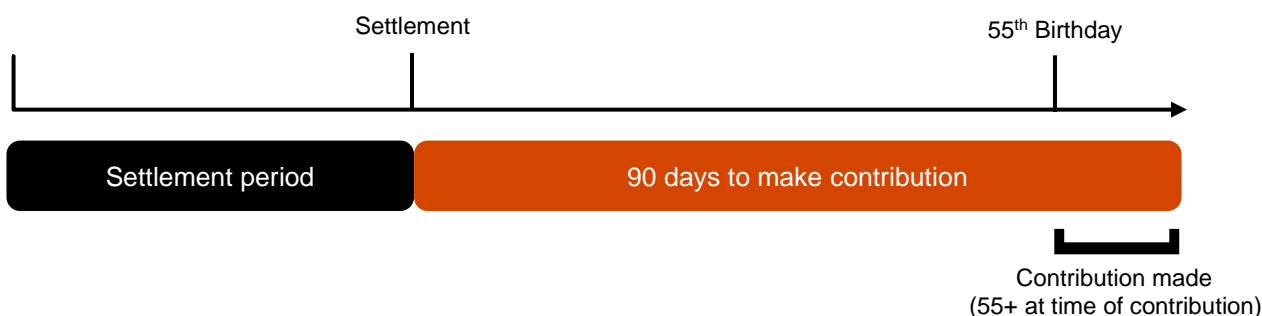 Settlement
55th Birthday
Settlement period
90 days to make contribution
Contribution made
(55+ at time of contribution)